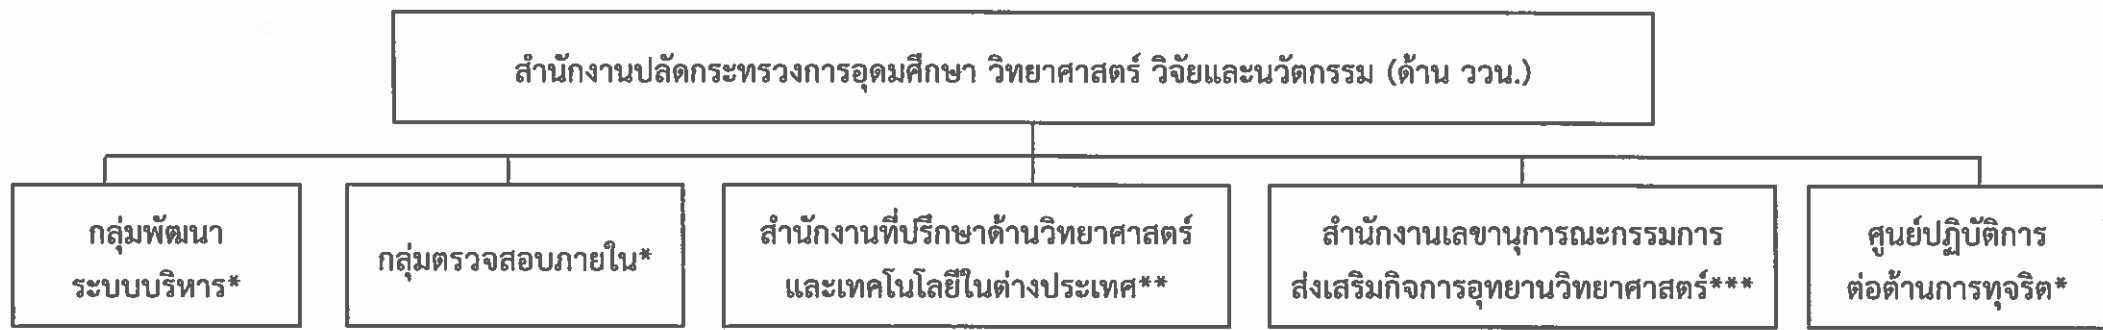 สำนักงานปลัดกระทรวงการอุดมศึกษา วิทยาศาสตร์ วิจัยและนวัตกรรม (ด้าน ววน.)
กลุ่มพัฒนา
ระบบบริหาร*
กลุ่มตรวจสอบภายใน*
สำนักงานที่ปรึกษาด้านวิทยาศาสตร์
และเทคโนโลยีในต่างประเทศ**
สำนักงานเลขานุการณะกรรมการ
ส่งเสริมกิจการอุทยานวิทยาศาสตร์***
ศูนย์ปฏิบัติการ
ต่อต้านการทุจริต*